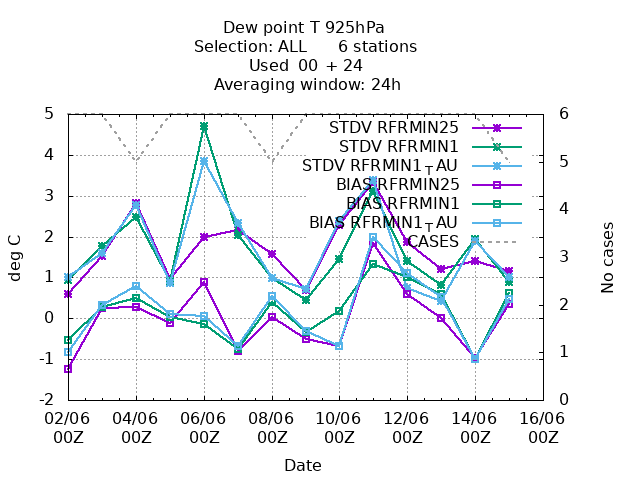 Dew point T 925hPa
Selection: ALL      6 stations
Used  00  + 24
Averaging window: 24h
5
4
3
2
1
0
-1
-2
deg C
6
5
4
3
2
1
0
No cases
STDV RFRMIN25
STDV RFRMIN1
STDV RFRMIN1TAU
BIAS RFRMIN25
BIAS RFRMIN1
BIAS RFRMIN1TAU
CASES
02/06 04/06 06/06 08/06 10/06 12/06 14/06 16/06
00Z 00Z 00Z 00Z 00Z 00Z 00Z 00Z
Date